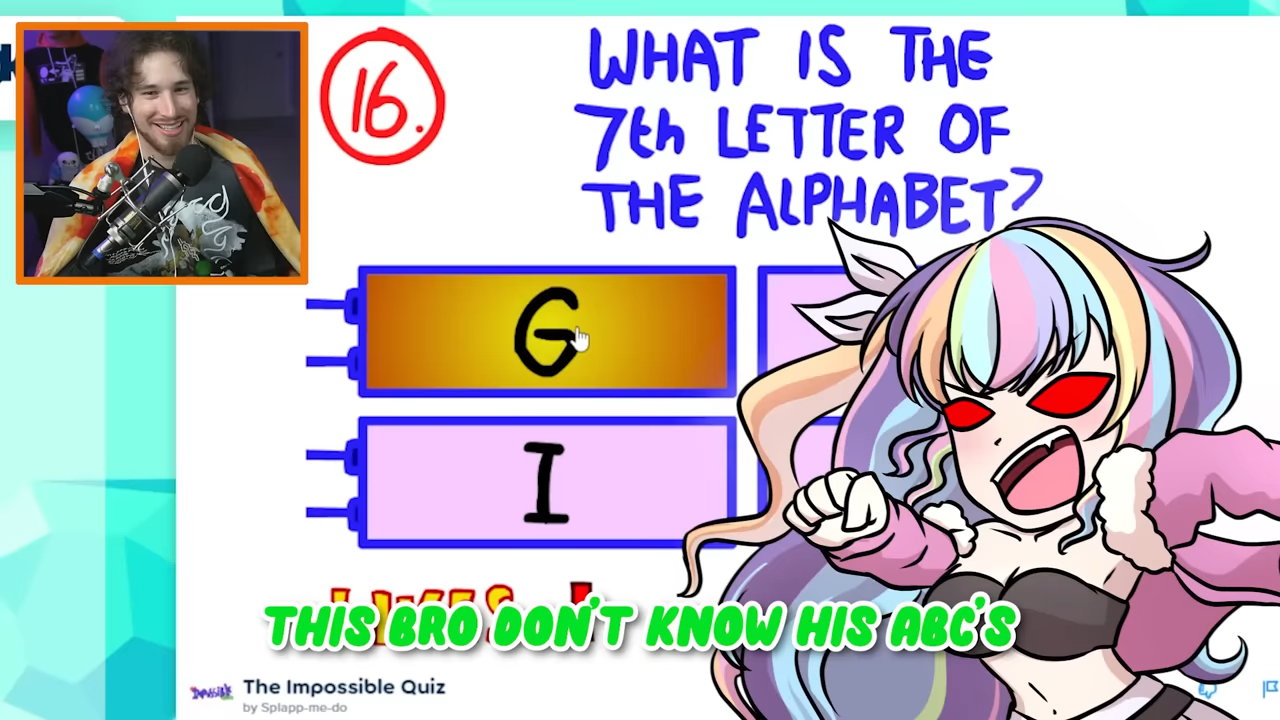 16.
WHAT IS THE
7th LETTER OF
THE ALPHABET?
G
I
LIVES
THIS BRO DON'T KNOW HIS ABC'S
The Impossible Quiz
by Splapp-me-do